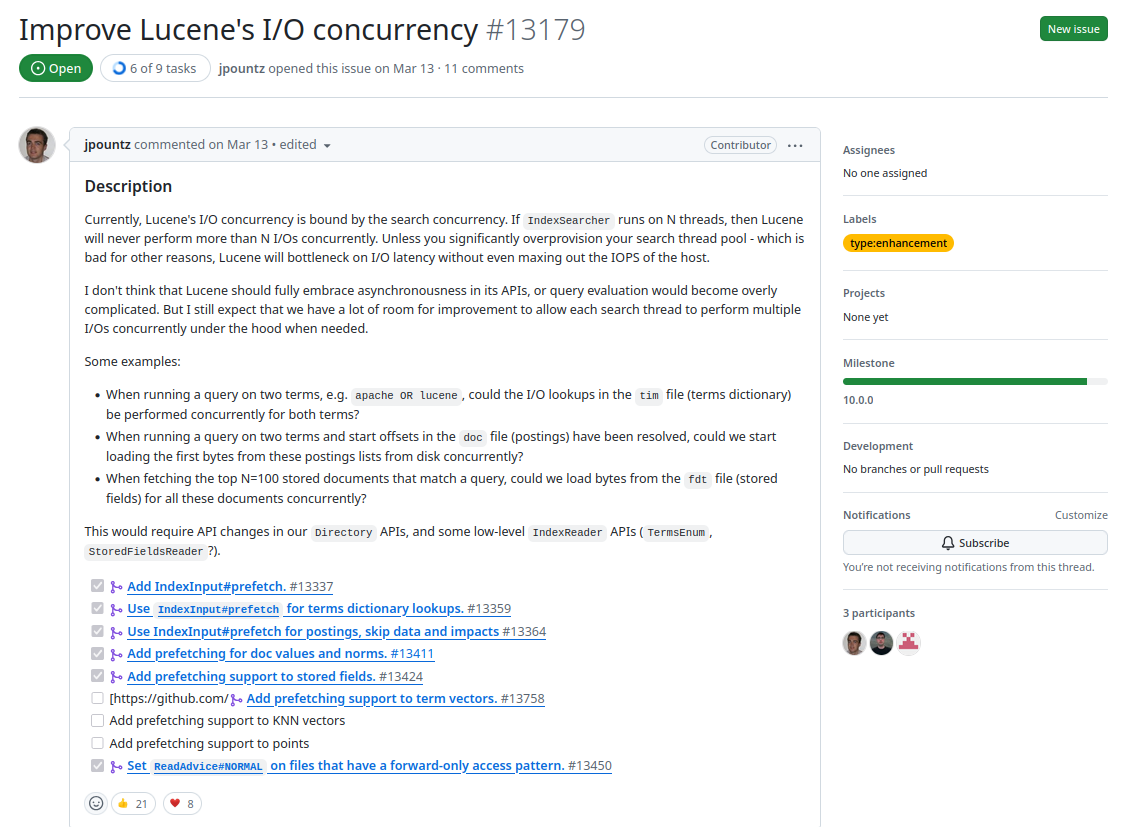 Improve Lucene's I/O concurrency #13179
New issue
Open
6 of 9 tasks
jpountz opened this issue on Mar 13 · 11 comments
jpountz commented on Mar 13 • edited
Contributor
Description
Currently, Lucene's I/O concurrency is bound by the search concurrency. If IndexSearcher runs on N threads, then Lucene
will never perform more than N I/Os concurrently. Unless you significantly overprovision your search thread pool - which is
bad for other reasons, Lucene will bottleneck on I/O latency without even maxing out the IOPS of the host.
I don't think that Lucene should fully embrace asynchronousness in its APIs, or query evaluation would become overly
complicated. But I still expect that we have a lot of room for improvement to allow each search thread to perform multiple
I/Os concurrently under the hood when needed.
Some examples:
• When running a query on two terms, e.g. apache OR lucene, could the I/O lookups in the tim file (terms dictionary)
be performed concurrently for both terms?
• When running a query on two terms and start offsets in the doc file (postings) have been resolved, could we start
loading the first bytes from these postings lists from disk concurrently?
• When fetching the top N=100 stored documents that match a query, could we load bytes from the fdt file (stored
fields) for all these documents concurrently?
This would require API changes in our Directory APIs, and some low-level IndexReader APIs (TermsEnum,
StoredFieldsReader?).
Add IndexInput#prefetch. #13337
Use IndexInput#prefetch for terms dictionary lookups. #13359
Use IndexInput#prefetch for postings, skip data and impacts #13364
Add prefetching for doc values and norms. #13411
Add prefetching support to stored fields. #13424
[https://github.com/ Add prefetching support to term vectors. #13758
Add prefetching support to KNN vectors
Add prefetching support to points
Set ReadAdvice#NORMAL on files that have a forward-only access pattern. #13450
21
8
Assignees
No one assigned
Labels
type:enhancement
Projects
None yet
Milestone
10.0.0
Development
No branches or pull requests
Notifications
Customize
Subscribe
You're not receiving notifications from this thread.
3 participants